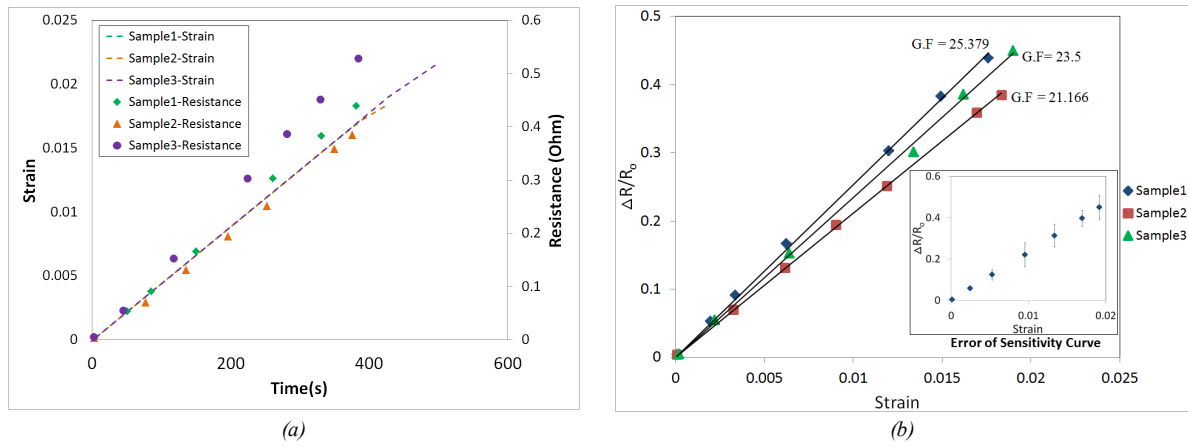 0.025
0.02
0.015
0.01
0.005
0
Strain
0.6
0.5
0.4
0.3
0.2
0.1
0
Resistance (Ohm)
0
200
400
600
Time(s)
Sample1-Strain
Sample2-Strain
Sample3-Strain
Sample1-Resistance
Sample2-Resistance
Sample3-Resistance
(a)
0.5
0.4
0.3
0.2
0.1
0
△R/Ro
G.F = 25.379
G.F= 23.5
G.F = 21.166
0
0.005
0.01
0.015
0.02
0.025
Strain
0.6
0.4
0.2
0
△R/Ro
0.01
0.02
Strain
Error of Sensitivity Curve
Sample1
Sample2
Sample3
(b)